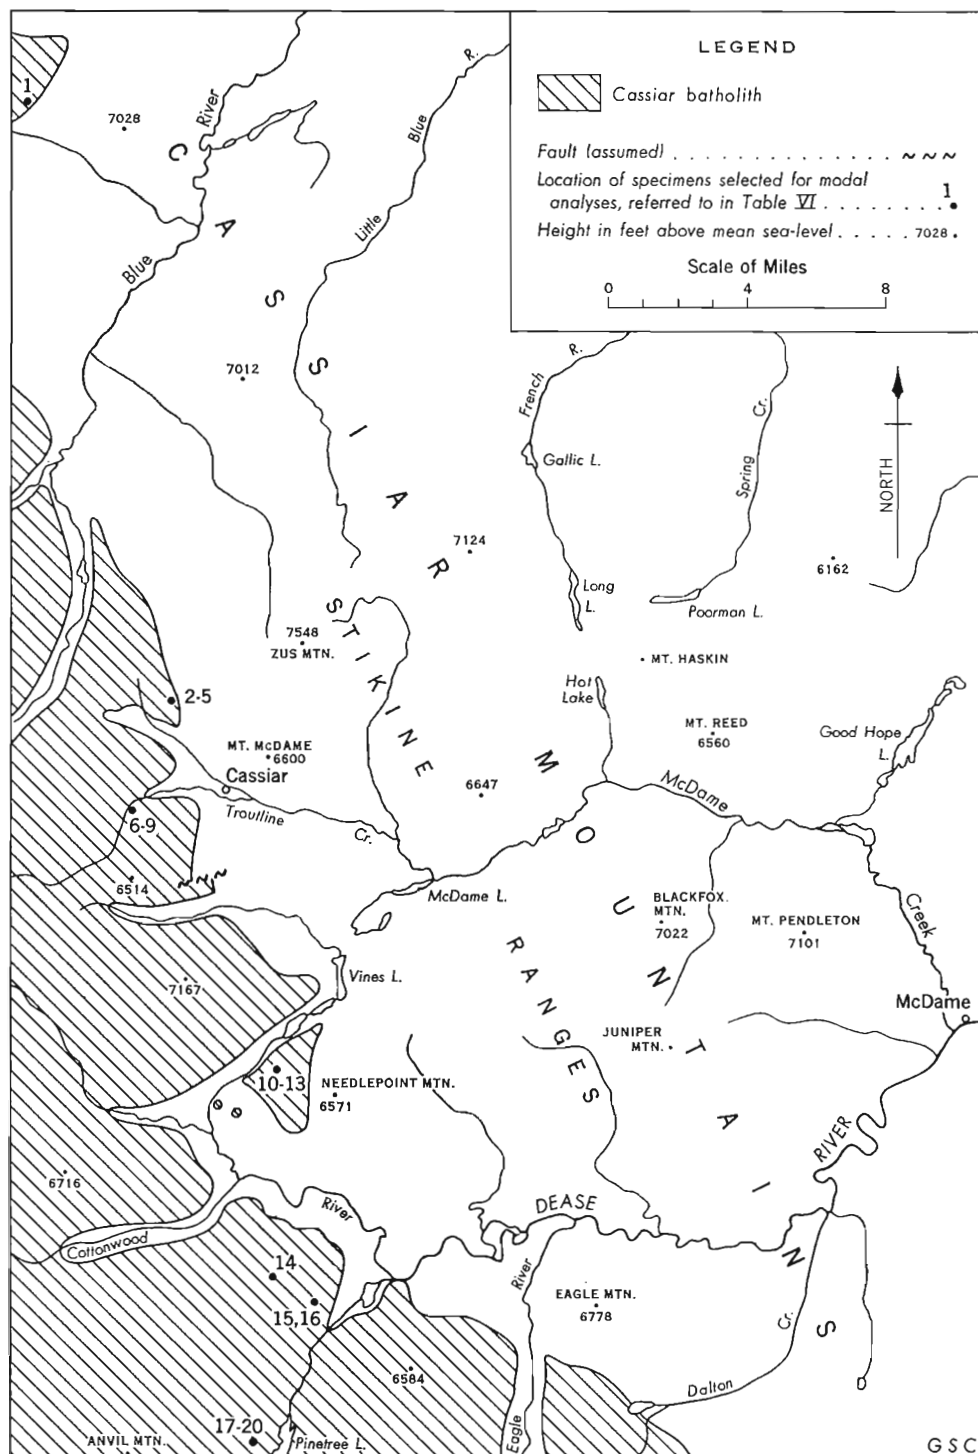 LEGEND
Cassiar batholith
Fault (assumed) . . . . . . . . . . . . . . ~ ~ ~
Location of specimens selected for modal 1
analyses, referred to in Table VI . . . . . . . . .
Height in feet above mean sea-level . . . . . 7028 .
Scale of Miles
0 4 8
NORTH
1
7028
River
Blue
Little
Blue
R.
7012
French
R.
Gallic L.
Spring
Cr.
7124
6162
Long
L.
Poorman L.
7548
ZUS MTN.
MT. HASKIN
2-5
Hot
Lake
MT. REED
6560
Good Hope
L.
MT. McDAME
6600
Cassiar
6647
McDame
Troutline
Cr.
6-9
6514
McDame L.
BLACKFOX
MTN.
7022
MT. PENDLETON
7101
Creek
7167
Vines L.
McDame
JUNIPER
MTN.
10-13
NEEDLEPOINT MTN.
6571
RIVER
6716
River
DEASE
Cottonwood
14
River
EAGLE MTN.
6778
15,16
Cr.
6584
Dalton
17-20
ANVIL MTN.
Pinetree L.
Eagle
CASSIAR MOUNTAINS
STIKINE RANGES
GSC